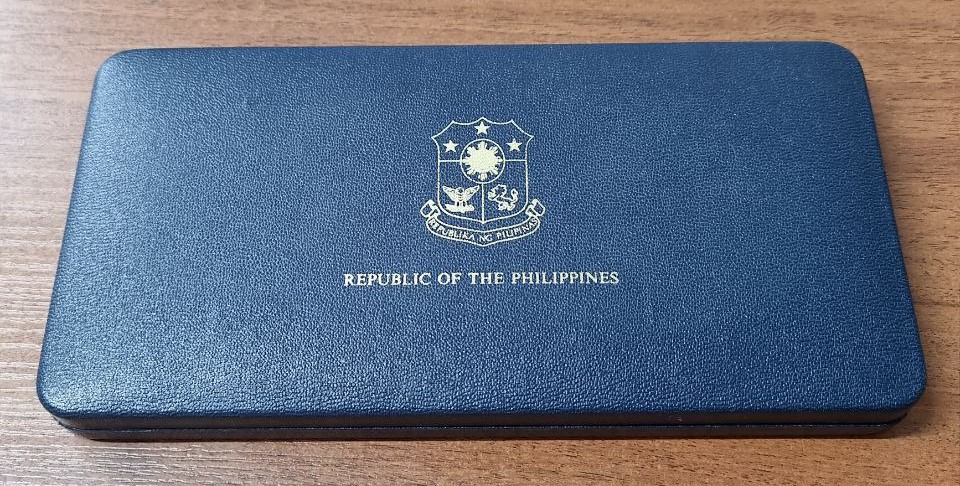 REPUBLIKA NG PILIPINAS
REPUBLIC OF THE PHILIPPINES